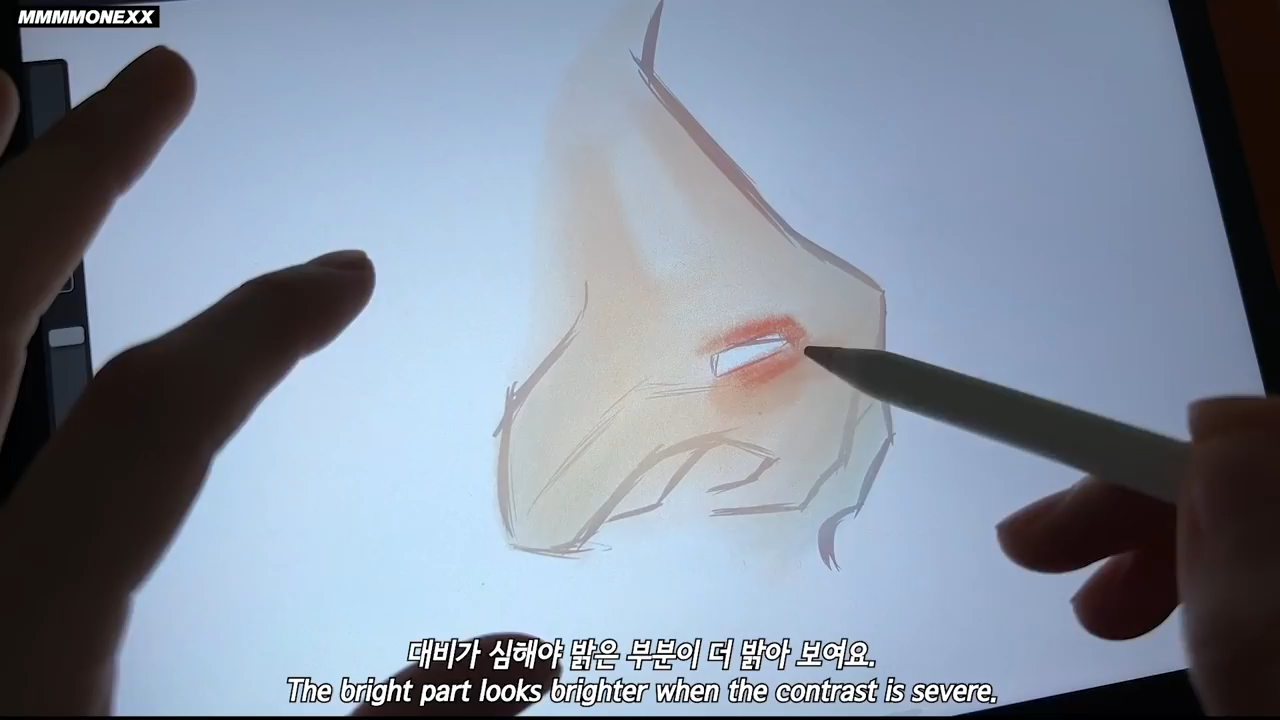 MMMMONEXX
대비가 심해야 밝은 부분이 더 밝아 보여요.
The bright part looks brighter when the contrast is severe.